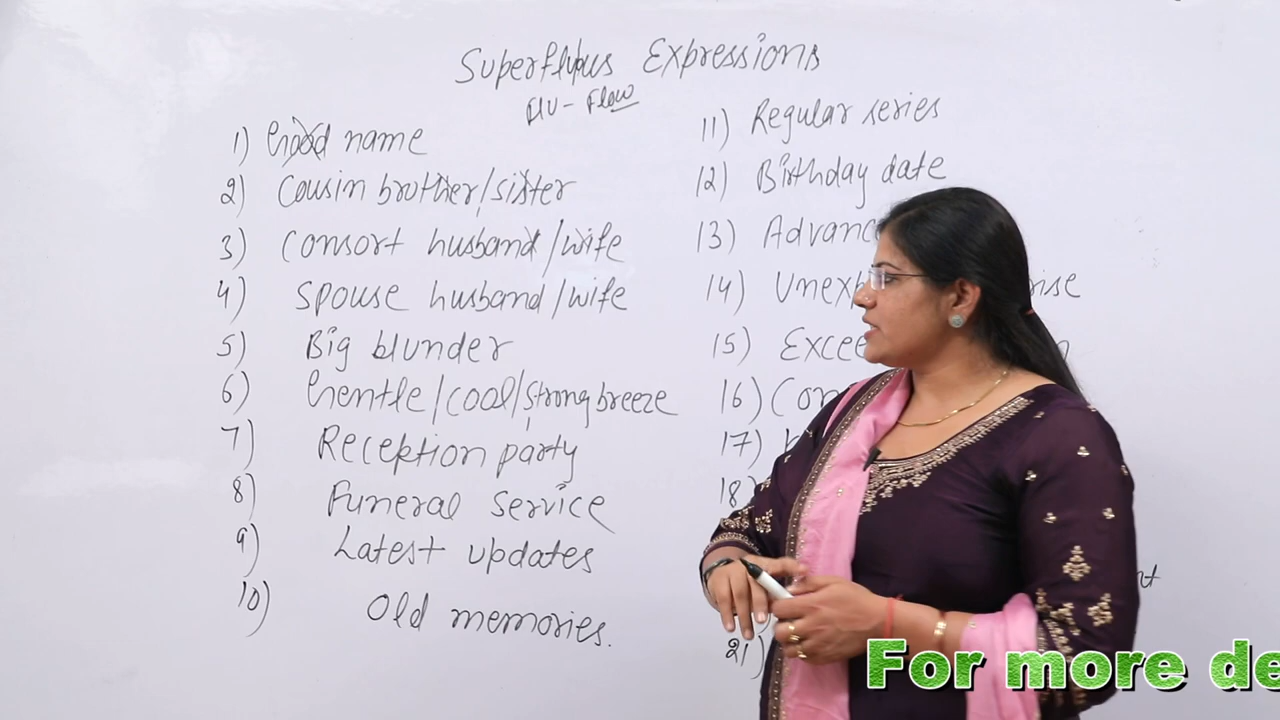 Superfluous Expressions
flu - Flow
1) Good name
2) Cousin brother/sister
3) Consort husband/wife
4) Spouse husband/wife
5) Big blunder
6) Gentle/cool/strong breeze
7) Reception party
8) Funeral service
9) Latest updates
10) Old memories.
11) Regular series
12) Birthday date
13) Advanc
14) Unex rise
15) Excee
16) Con
17)
18)
21)
For more de